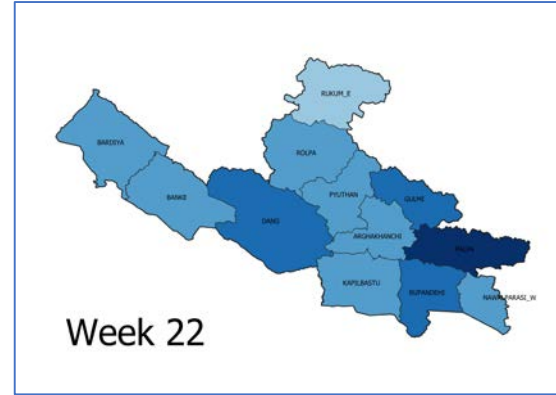 RUKUM_E
BARDIYA
ROLPA
BANKE
PYUTHAN
GULMI
DANG
ARGHAKHANCHI
PALPA
KAPILBASTU
RUPANDEHI
NAWALPARASI_W
Week 22